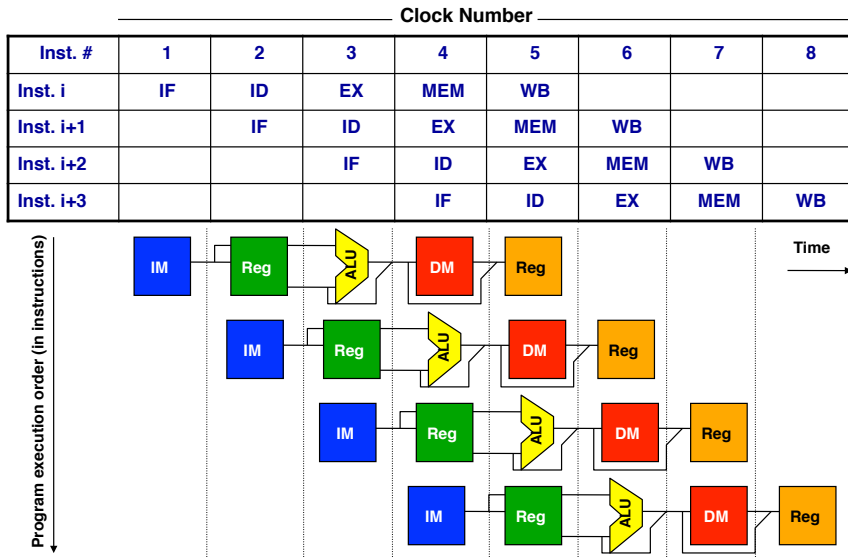 Clock Number
Inst. # 1 2 3 4 5 6 7 8
Inst. i IF ID EX MEM WB
Inst. i+1 IF ID EX MEM WB
Inst. i+2 IF ID EX MEM WB
Inst. i+3 IF ID EX MEM WB
Program execution order (in instructions)
Time
IM Reg ALU DM Reg
IM Reg ALU DM Reg
IM Reg ALU DM Reg
IM Reg ALU DM Reg